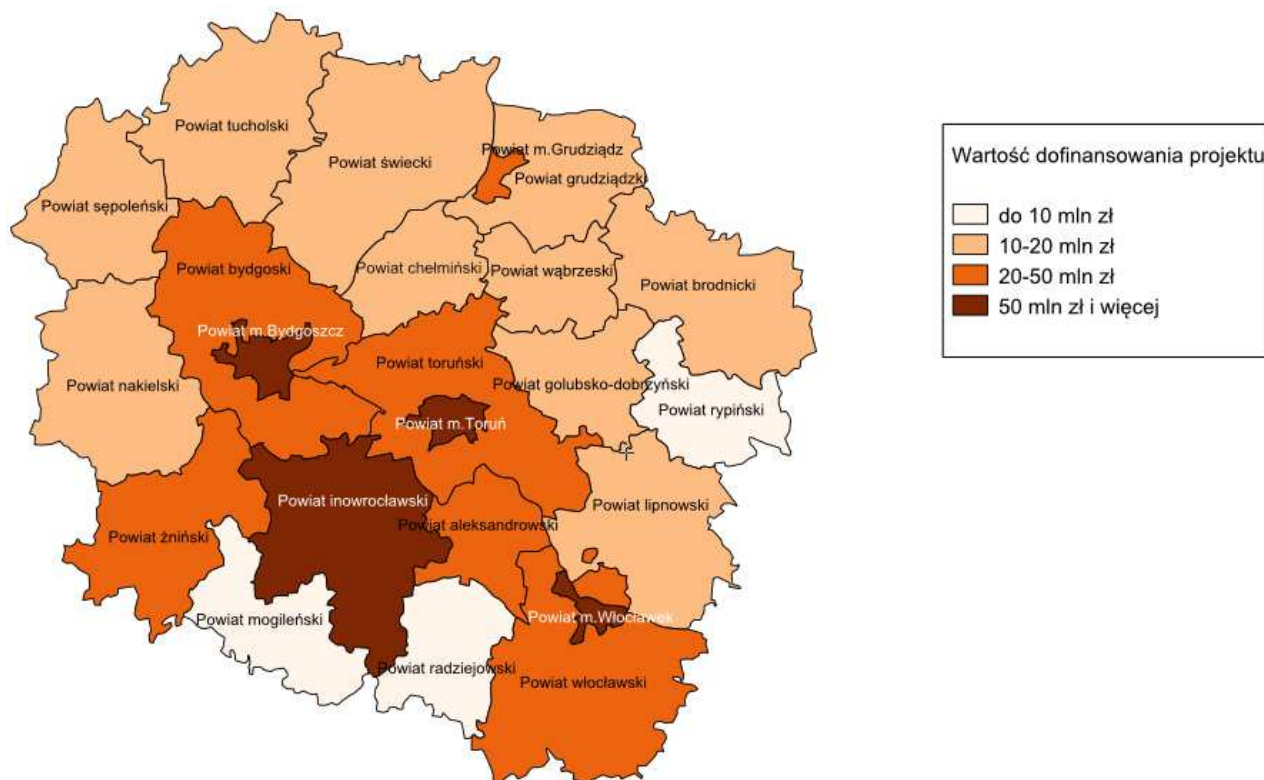 Powiat tucholski
Powiat świecki
Powiat m.Grudziądz
Powiat grudziądzki
Powiat sępoleński
Powiat bydgoski
Powiat chełmiński
Powiat wąbrzeski
Powiat brodnicki
Powiat m.Bydgoszcz
Powiat toruński
Powiat nakielski
Powiat golubsko-dobrzyński
Powiat rypiński
Powiat m.Toruń
Powiat inowrocławski
Powiat lipnowski
Powiat aleksandrowski
Powiat żniński
Powiat mogileński
Powiat m.Włocławek
Powiat radziejowski
Powiat włocławski
Wartość dofinansowania projektu
do 10 mln zł
10-20 mln zł
20-50 mln zł
50 mln zł i więcej